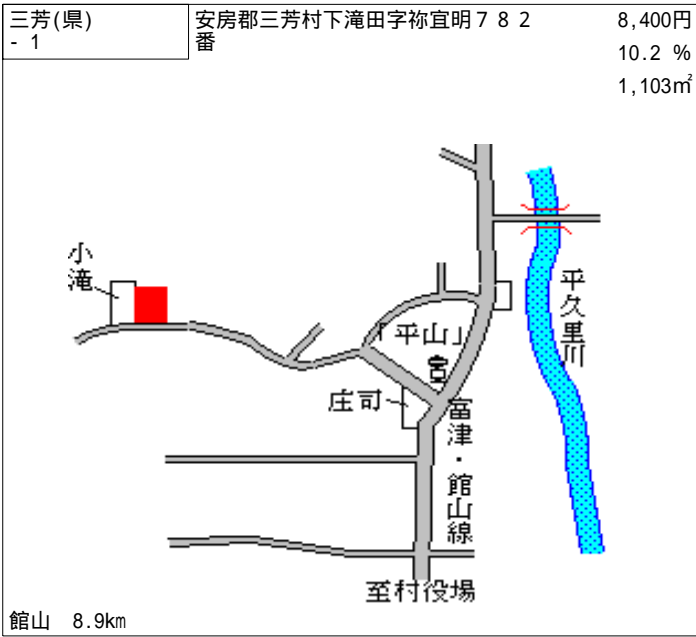 三芳(県)
- 1
安房郡三芳村下滝田字祢宜明782
番
8,400円
10.2 %
1,103㎡
小滝
平久里川
「平山」
庄司
富津・館山線
至村役場
館山 8.9km